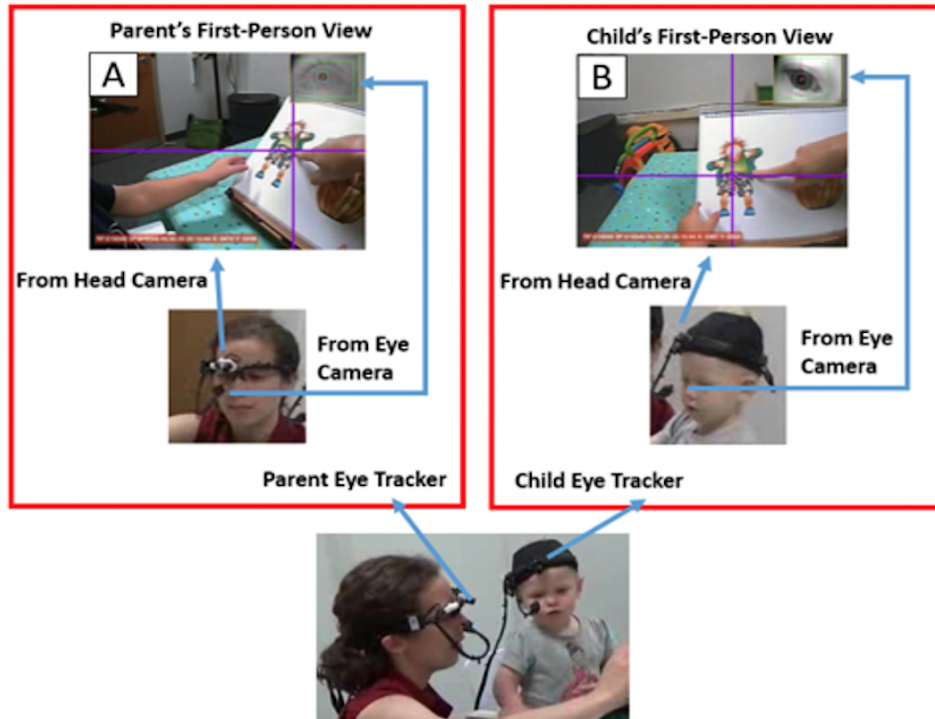 Parent's First-Person View
A
From Head Camera
From Eye
Camera
Parent Eye Tracker
Child's First-Person View
B
From Head Camera
From Eye
Camera
Child Eye Tracker